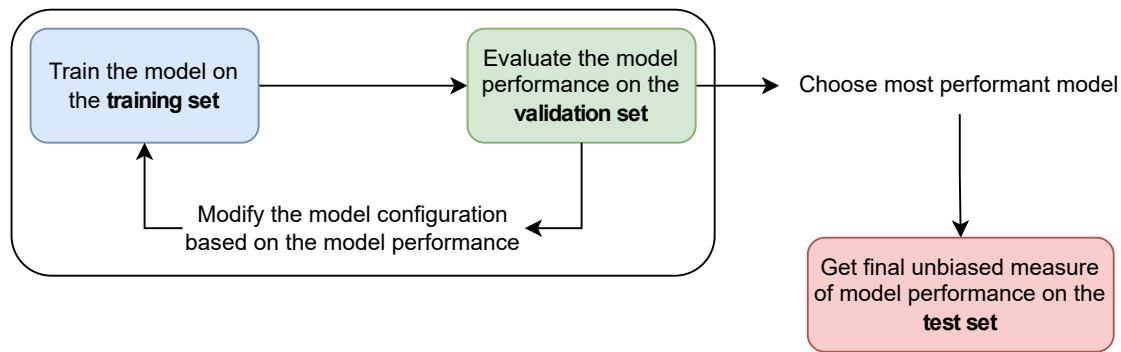 Train the model on
the training set
Evaluate the model
performance on the
validation set
Choose most performant model
Modify the model configuration
based on the model performance
Get final unbiased measure
of model performance on the
test set